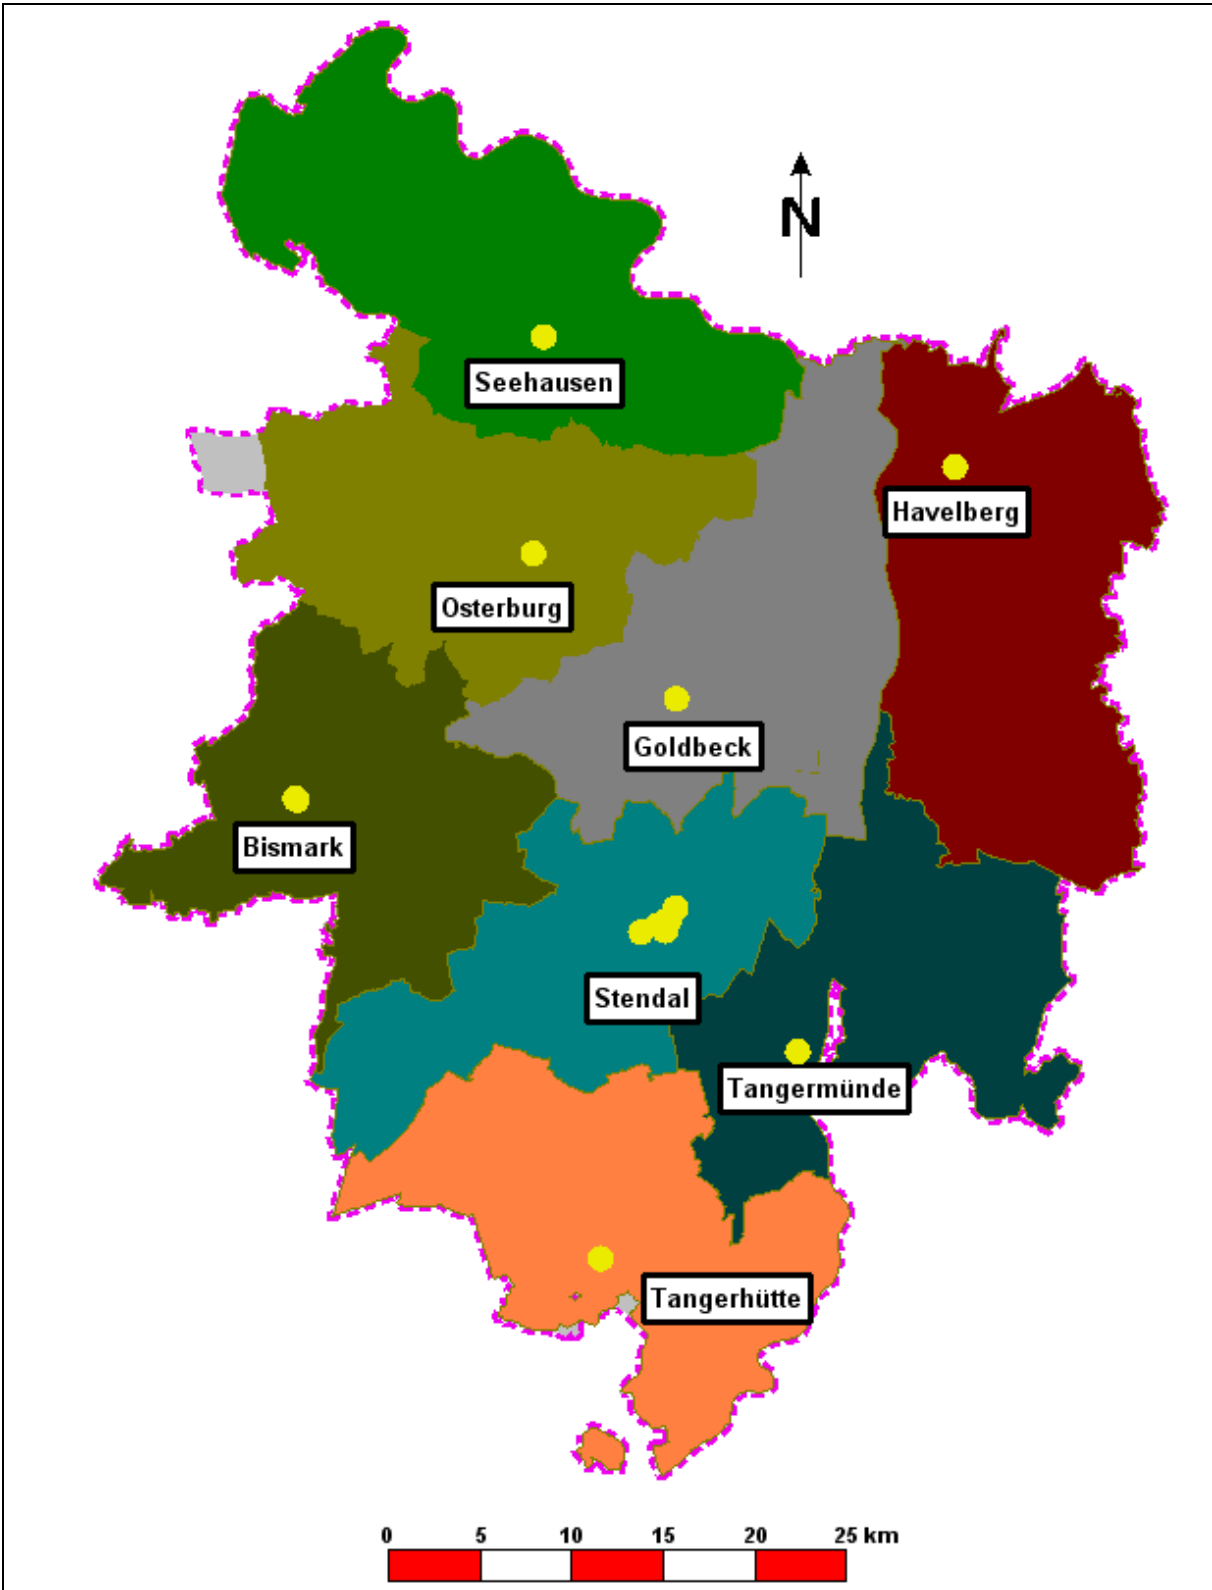 N
Seehausen
Havelberg
Osterburg
Goldbeck
Bismark
Stendal
Tangermünde
Tangerhütte
0 5 10 15 20 25 km